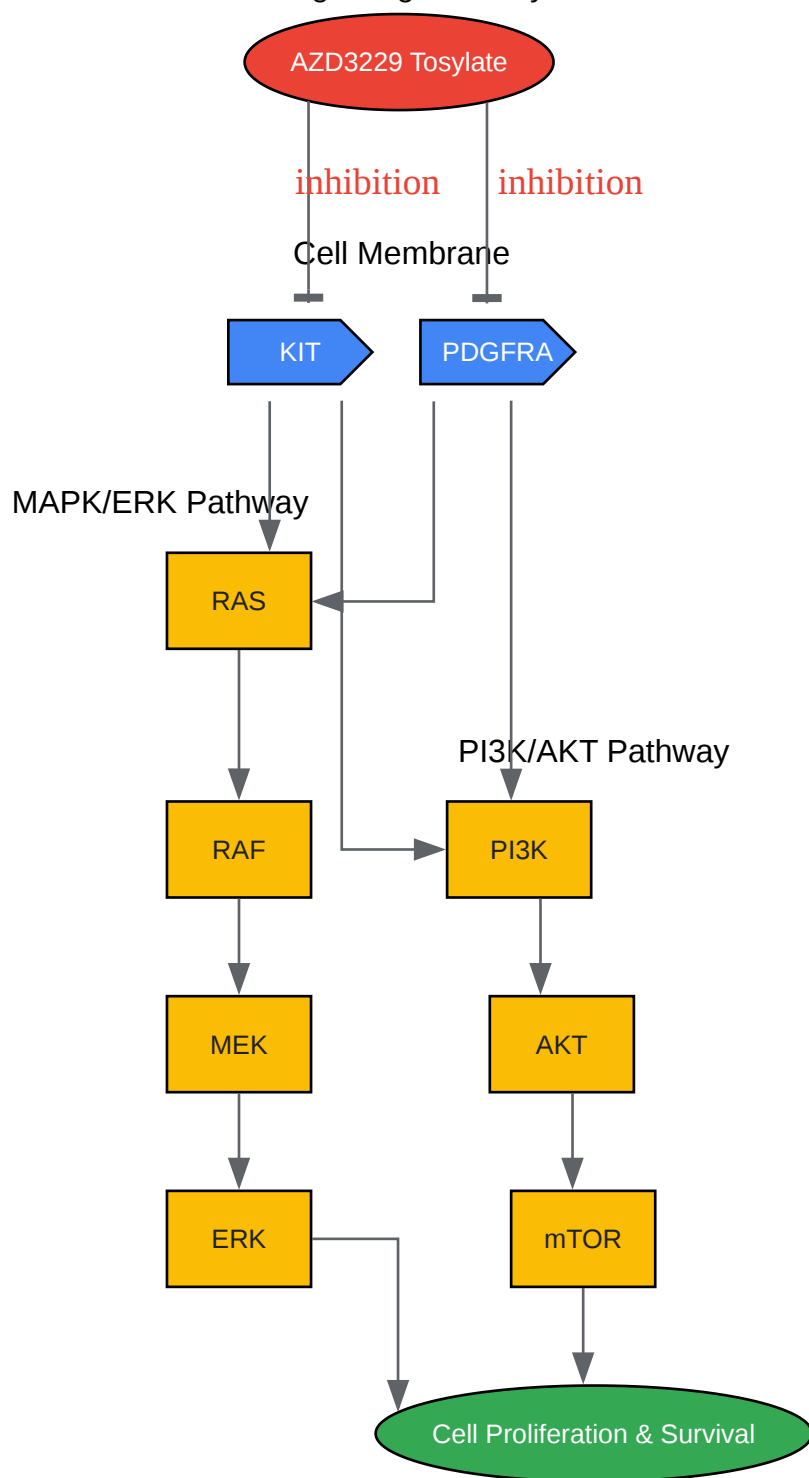 AZD3229 Tosylate
inhibition
inhibition
Cell Membrane
KIT
PDGFRA
MAPK/ERK Pathway
RAS
PI3K/AKT Pathway
RAF
PI3K
MEK
AKT
ERK
mTOR
Cell Proliferation & Survival